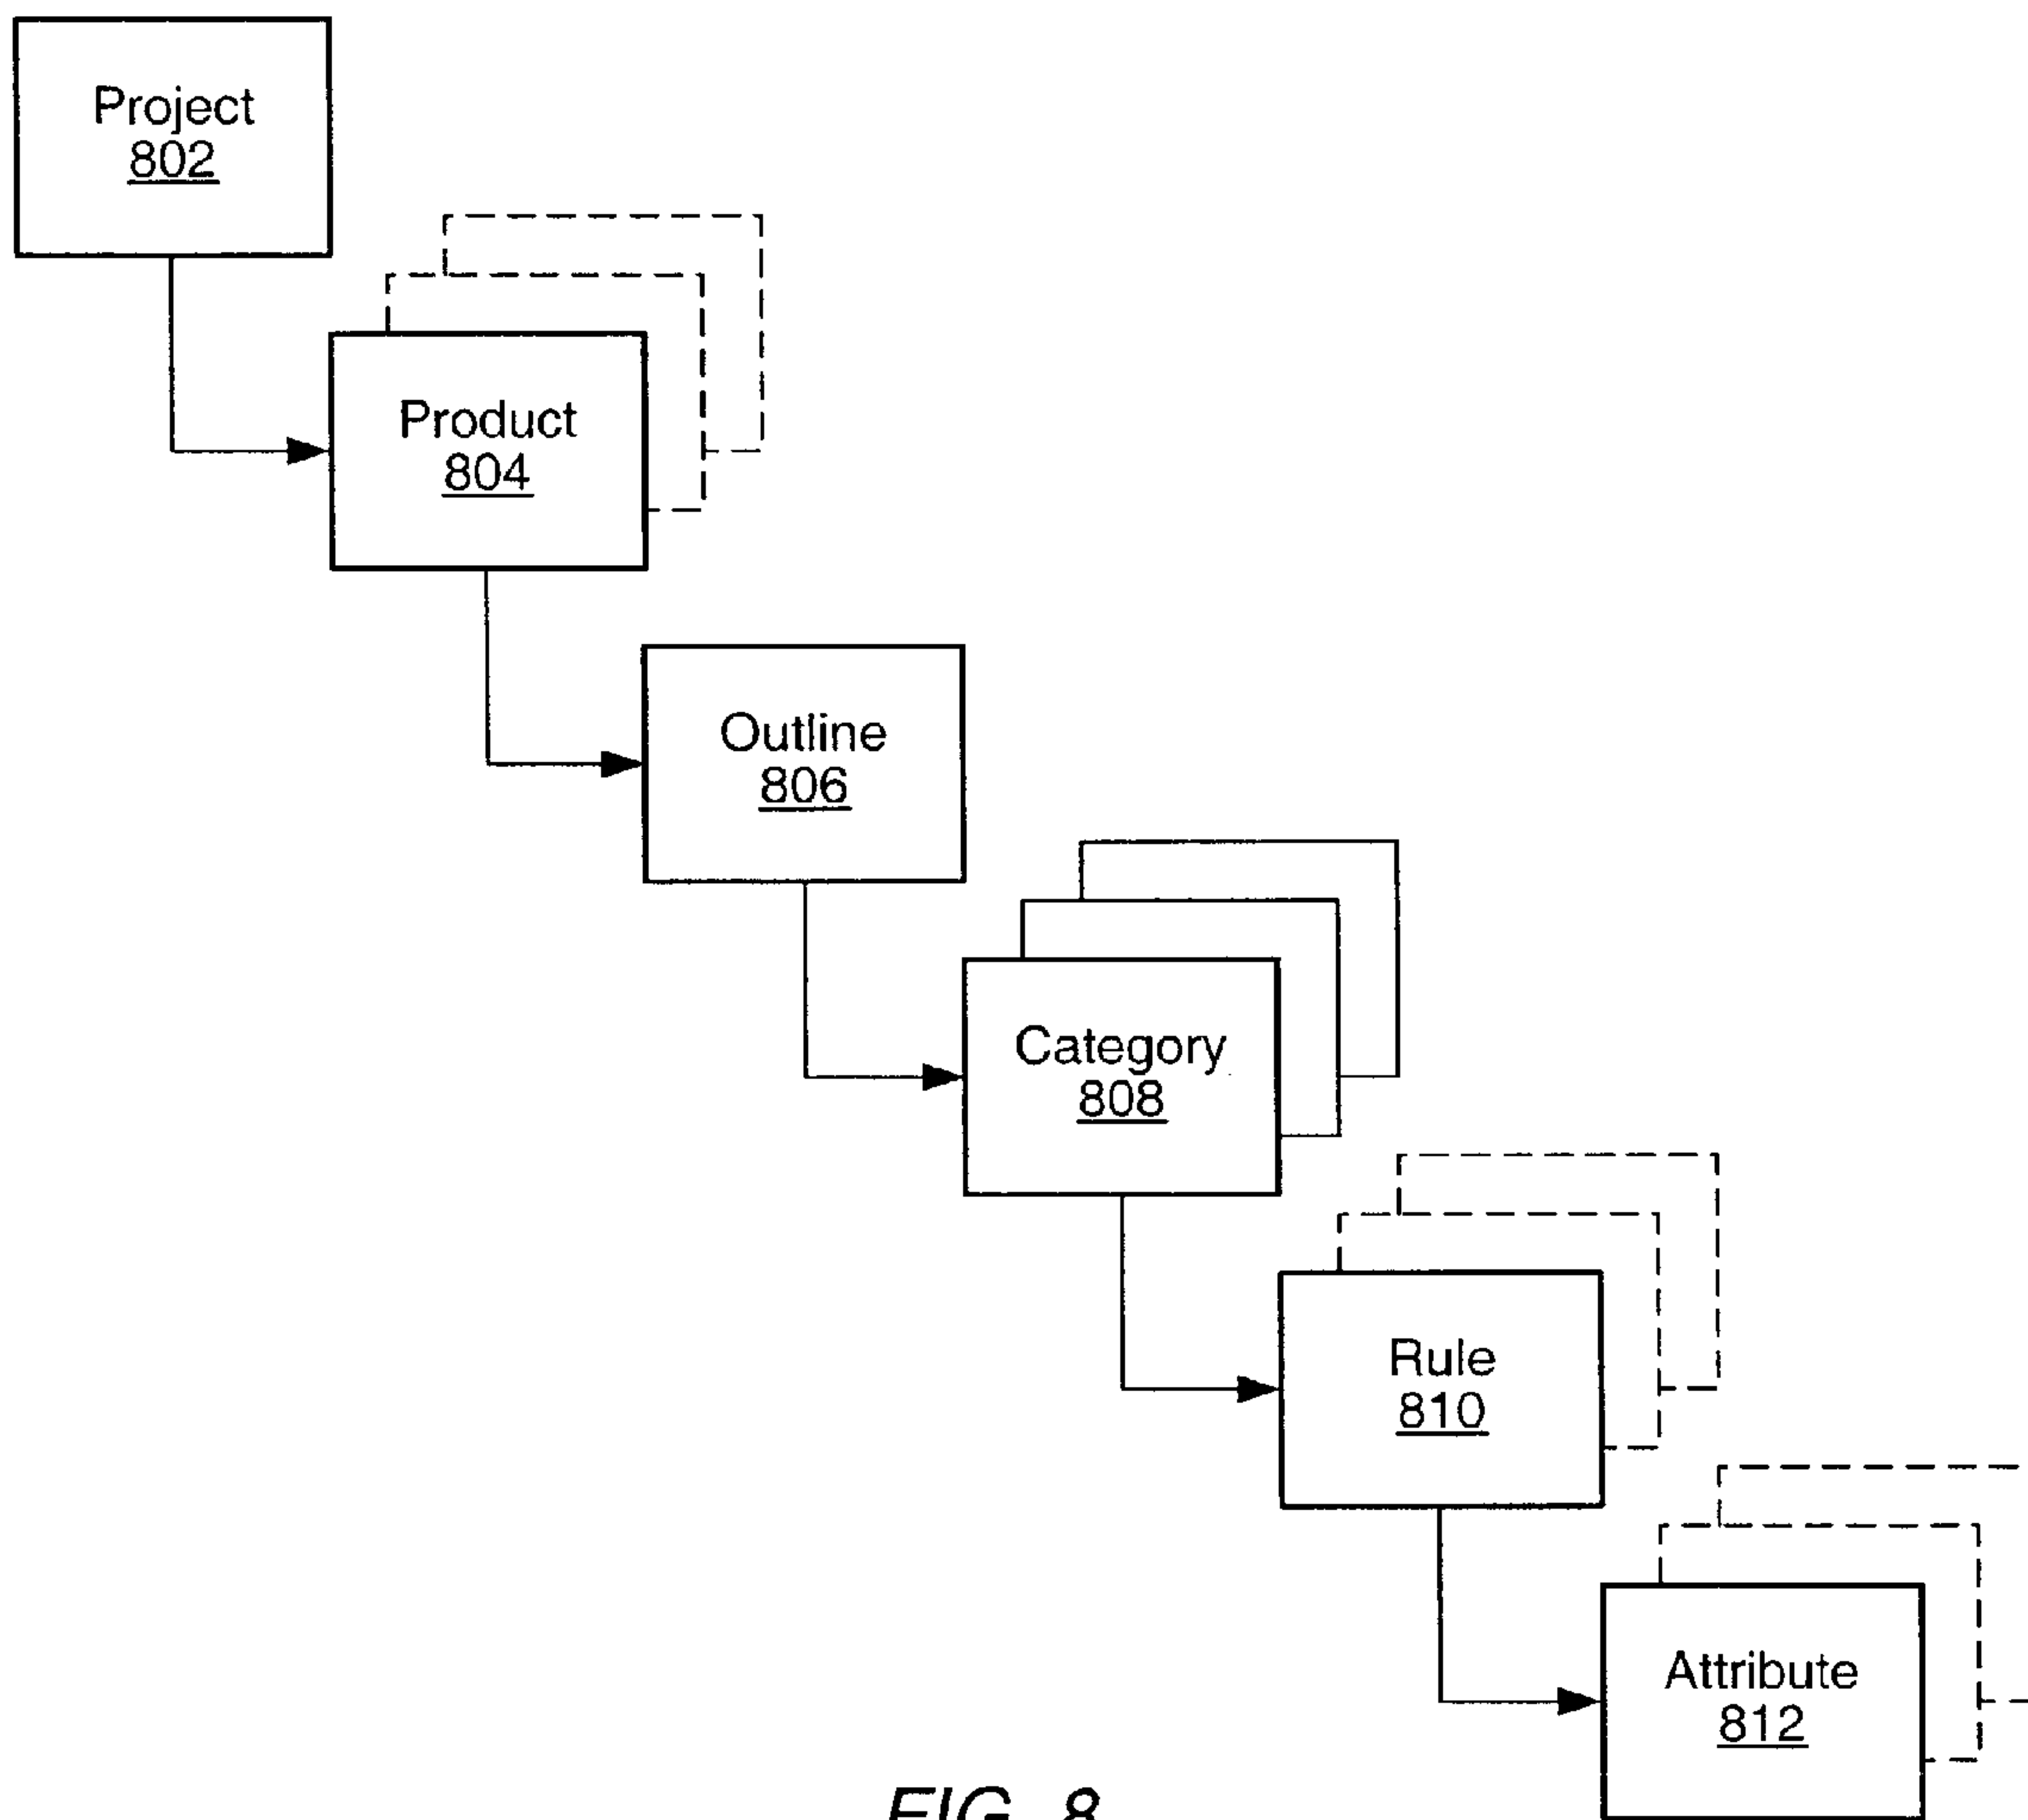 Project
802
Product
804
Outline
806
Category
808
Rule
810
Attribute
812
FIG. 8